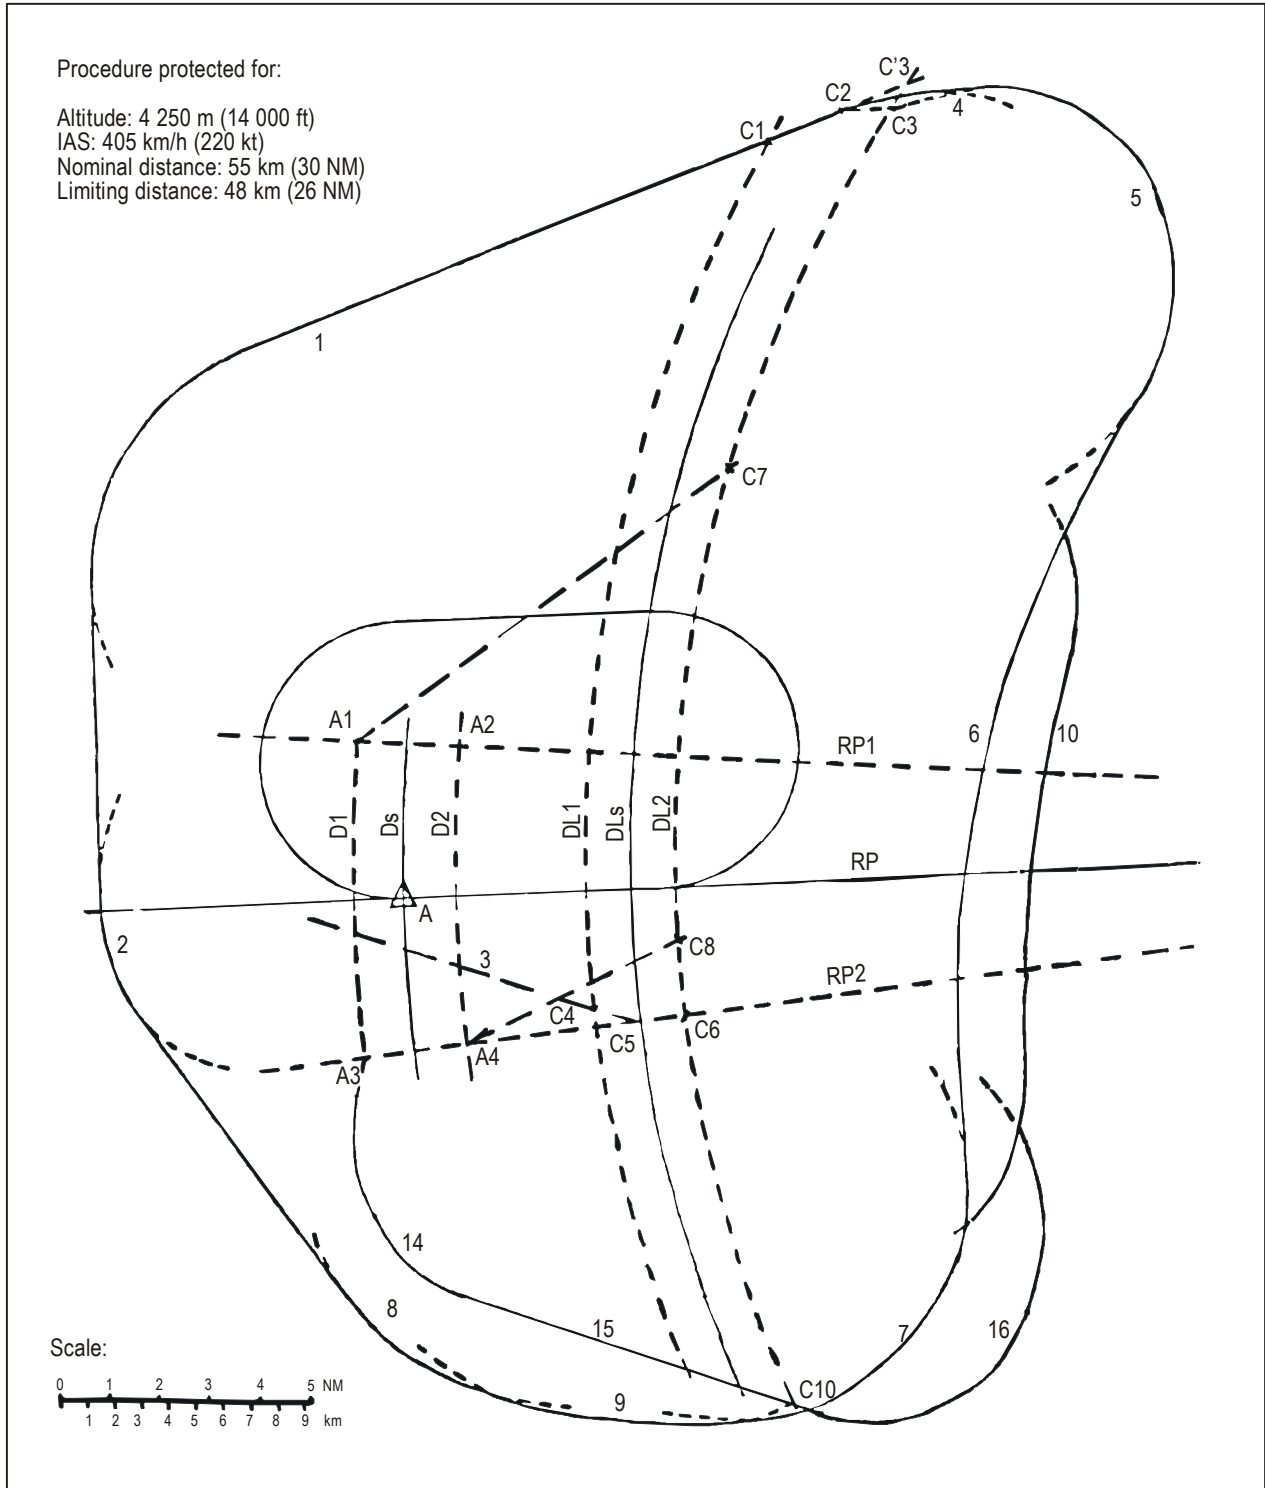 Procedure protected for:
Altitude: 4 250 m (14 000 ft)
IAS: 405 km/h (220 kt)
Nominal distance: 55 km (30 NM)
Limiting distance: 48 km (26 NM)
C'3
C2
C3
4
C1
5
1
C7
A1
A2
RP1
6
10
D1
Ds
D2
DL1
DLs
DL2
RP
A
2
3
C8
RP2
C4
C5
C6
A4
A3
14
8
15
7
16
C10
9
Scale:
0 1 2 3 4 5 NM
1 2 3 4 5 6 7 8 9 km